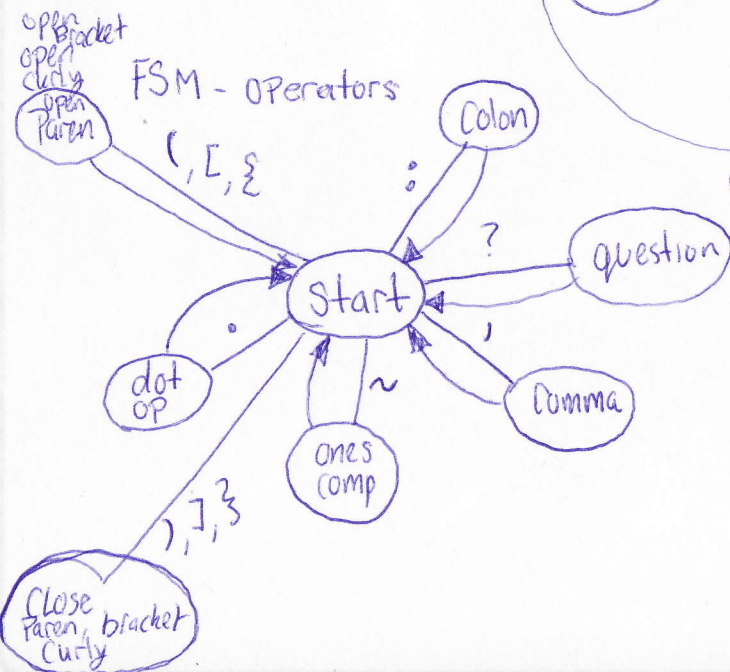 open
Bracket
open
Curly
open
Paren
FSM - OPerators
Colon
(, [, {
:
?
question
Start
,
.
dot
op
~
Comma
ones
comp
), ], }
Close
Paren, bracket
Curly